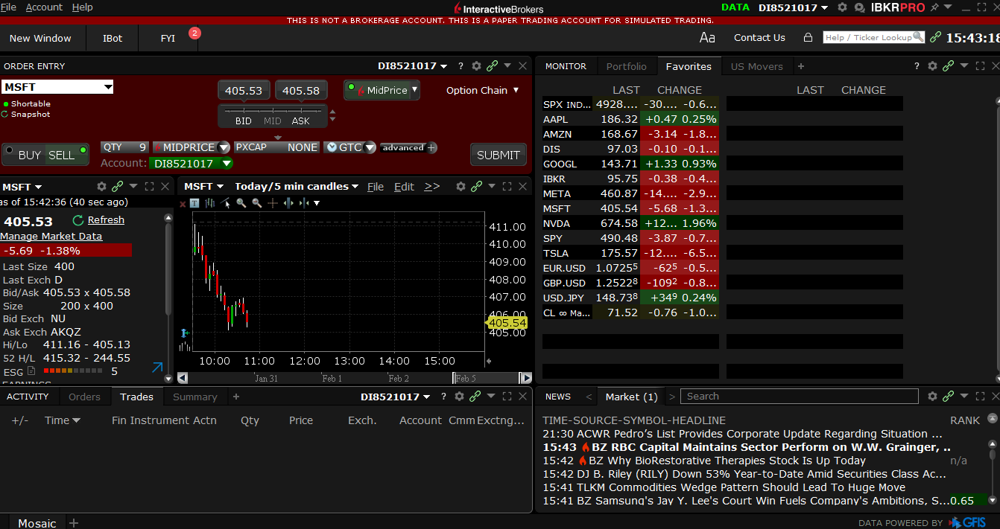 File Account Help InteractiveBrokers DATA DI8521017 IBKRPRO
THIS IS NOT A BROKERAGE ACCOUNT. THIS IS A PAPER TRADING ACCOUNT FOR SIMULATED TRADING.
New Window IBot FYI 2 Aa Contact Us Help / Ticker Lookup 15:43:18
ORDER ENTRY DI8521017 ?
MSFT
Shortable
Snapshot
405.53 405.58 MidPrice Option Chain
BID MID ASK
BUY SELL QTY 9 MIDPRICE PXCAP NONE GTC advanced + SUBMIT
Account: DI8521017
MSFT
as of 15:42:36 (40 sec ago)
405.53 Refresh
Manage Market Data
-5.69 -1.38%
Last Size 400
Last Exch D
Bid/Ask 405.53 x 405.58
Size 200 x 400
Bid Exch NU
Ask Exch AKQZ
Hi/Lo 411.16 - 405.13
52 H/L 415.32 - 244.55
ESG 5
MSFT Today/5 min candles File Edit >>
T
411.00
410.00
409.00
408.00
407.00
406.00
405.54
405.00
10:00 11:00 12:00 13:00 14:00 15:00
Jan 31 Feb 1 Feb 2 Feb 5
MONITOR Portfolio Favorites US Movers + ?
LAST CHANGE LAST CHANGE
SPX IND... 4928.... -30.... -0.6...
AAPL 186.32 +0.47 0.25%
AMZN 168.67 -3.14 -1.8...
DIS 97.03 -0.10 -0.1...
GOOGL 143.71 +1.33 0.93%
IBKR 95.75 -0.38 -0.4...
META 460.87 -14.... -2.9...
MSFT 405.54 -5.68 -1.3...
NVDA 674.58 +12... 1.96%
SPY 490.48 -3.87 -0.7...
TSLA 175.57 -12.... -6.5...
EUR.USD 1.0725⁵ -62⁵ -0.5...
GBP.USD 1.2522⁸ -109² -0.8...
USD.JPY 148.73⁸ +34⁹ 0.24%
CL ∞ Ma... 71.52 -0.76 -1.0...
ACTIVITY Orders Trades Summary + DI8521017 ?
+/- Time Fin Instrument Actn Qty Price Exch. Account Cmm Exctng...
NEWS < Market (1) > Search
TIME-SOURCE-SYMBOL-HEADLINE RANK
21:30 ACWR Pedro’s List Provides Corporate Update Regarding Situation ...
15:43 BZ RBC Capital Maintains Sector Perform on W.W. Grainger, ..
15:42 BZ Why BioRestorative Therapies Stock Is Up Today n/a
15:42 DJ B. Riley (RILY) Down 53% Year-to-Date Amid Securities Class Ac...
15:41 TLKM Commodities Wedge Pattern Should Lead To Huge Move
15:41 BZ Samsung's Jay Y. Lee's Court Win Fuels Company's Ambitions, S... 0.65
Mosaic + DATA POWERED BY GFIS